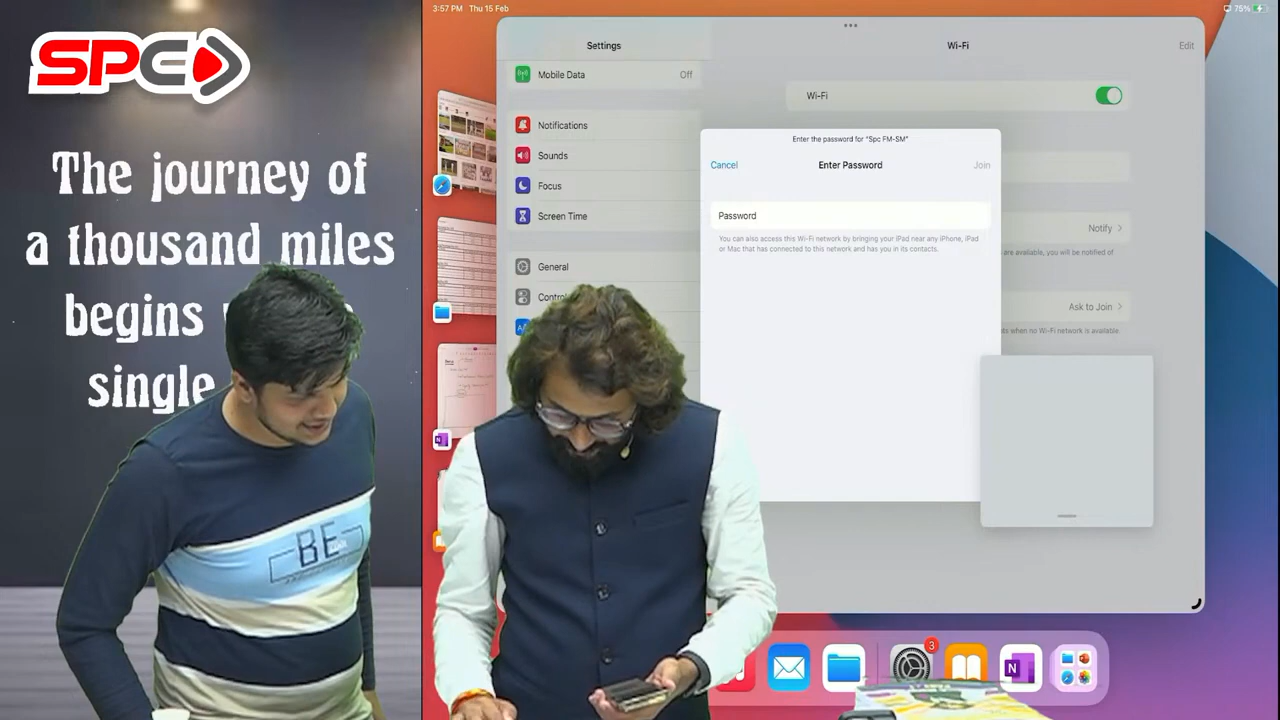 SPC
The journey of
a thousand miles
begins
single
BE
3:57 PM Thu 15 Feb
75%
Settings
Mobile Data
Off
Notifications
Sounds
Focus
Screen Time
General
Wi-Fi
Edit
Wi-Fi
Enter the password for "Spc FM-SM"
Cancel
Enter Password
Join
Password
You can also access this Wi-Fi network by bringing your iPad near any iPhone, iPad
or Mac that has connected to this network and has you in its contacts.
Notify
are available, you will be notified of
Ask to Join
when no Wi-Fi network is available.
3
N